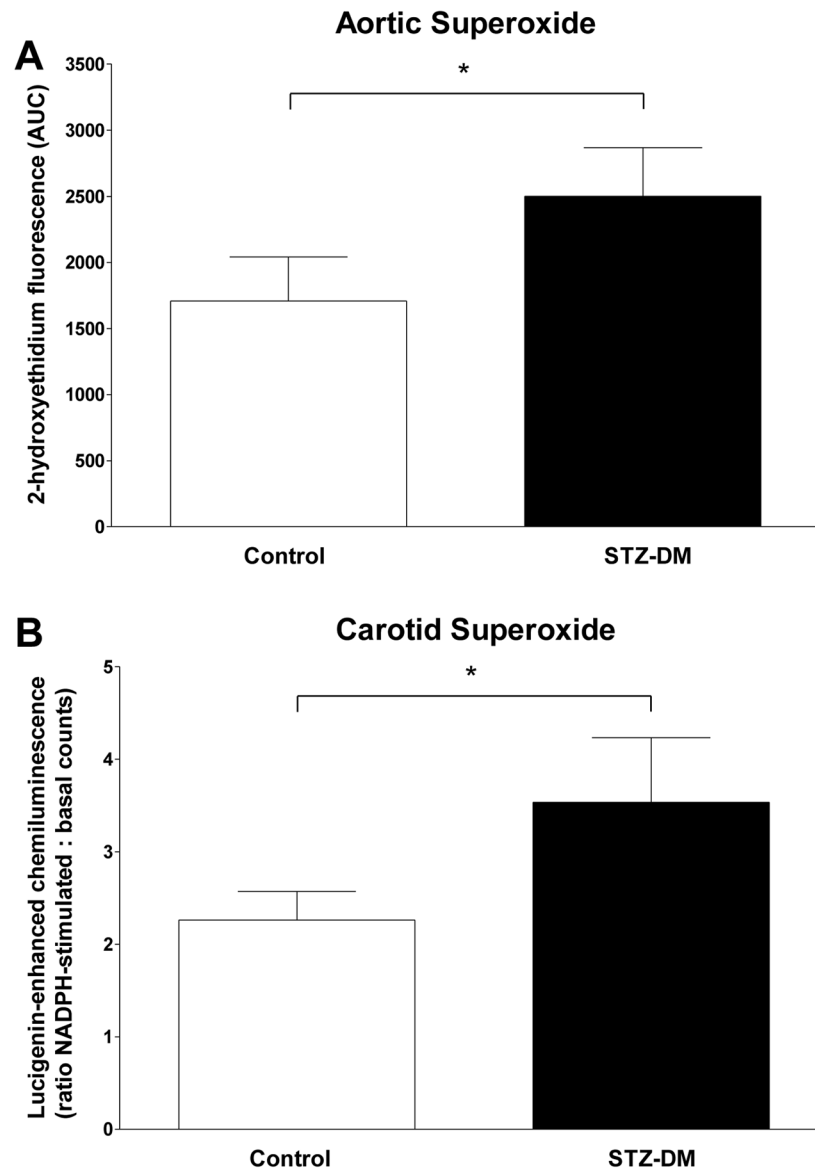 Aortic Superoxide
A
3500
*
3000
2500
2000
1500
1000
500
0
2-hydroxyethidium fluorescence (AUC)
Control STZ-DM
B
Carotid Superoxide
5
*
4
3
2
1
0
Lucigenin-enhanced chemiluminescence
(ratio NADPH-stimulated : basal counts)
Control STZ-DM